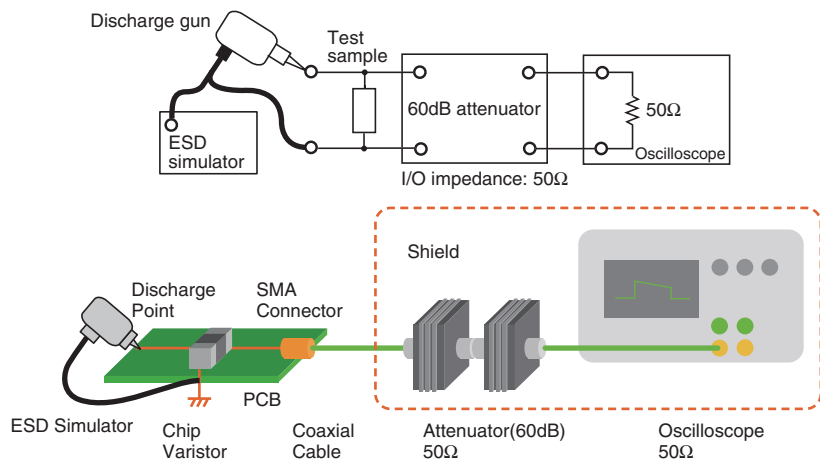 Discharge gun
Test
sample
60dB attenuator
50Ω
ESD
simulator
Oscilloscope
I/O impedance: 50Ω
Shield
Discharge
Point
SMA
Connector
PCB
ESD Simulator
Chip
Varistor
Coaxial
Cable
Attenuator(60dB)
50Ω
Oscilloscope
50Ω